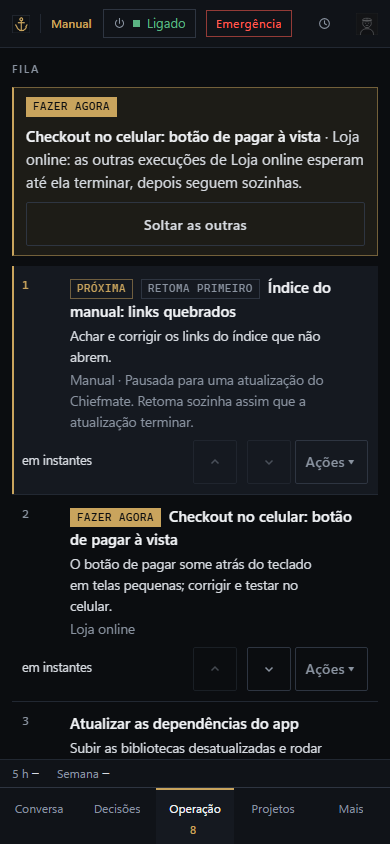 Manual
Ligado
Emergência
FILA
FAZER AGORA
Checkout no celular: botão de pagar à vista · Loja
online: as outras execuções de Loja online esperam
até ela terminar, depois seguem sozinhas.
Soltar as outras
1
PRÓXIMA RETOMA PRIMEIRO Índice do
manual: links quebrados
Achar e corrigir os links do índice que não
abrem.
Manual · Pausada para uma atualização do
Chiefmate. Retoma sozinha assim que a
atualização terminar.
em instantes
Ações
2
FAZER AGORA Checkout no celular: botão
de pagar à vista
O botão de pagar some atrás do teclado
em telas pequenas; corrigir e testar no
celular.
Loja online
em instantes
Ações
3
Atualizar as dependências do app
Subir as bibliotecas desatualizadas e rodar
5 h – Semana –
Conversa Decisões Operação Projetos Mais
8